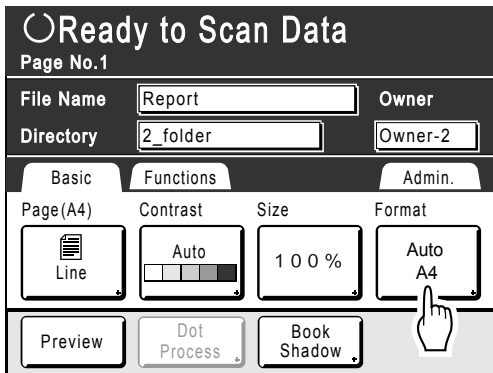 Ready to Scan Data
Page No.1
File Name Report Owner
Directory 2_folder Owner-2
Basic Functions Admin.
Page(A4) Contrast Size Format
Line Auto 100% Auto
A4
Preview Dot
Process Book
Shadow